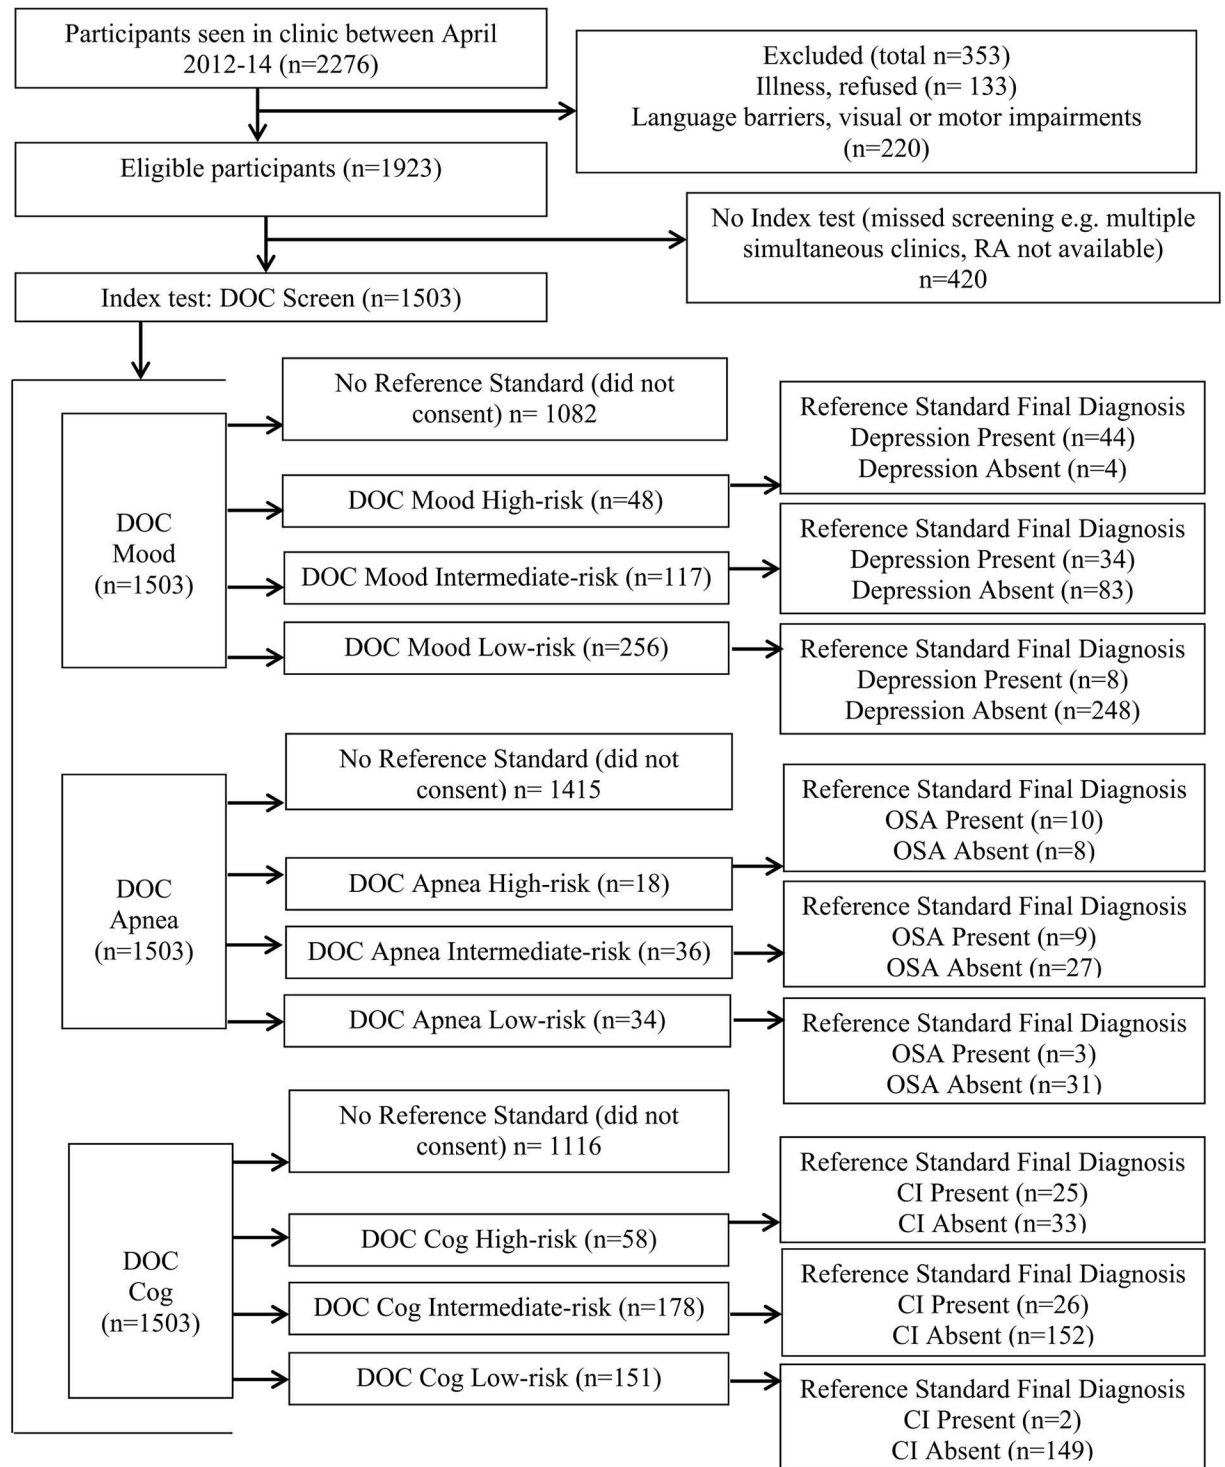 Participants seen in clinic between April
2012-14 (n=2276)
Excluded (total n=353)
Illness, refused (n= 133)
Language barriers, visual or motor impairments
(n=220)
Eligible participants (n=1923)
No Index test (missed screening e.g. multiple
simultaneous clinics, RA not available)
n=420
Index test: DOC Screen (n=1503)
DOC
Mood
(n=1503)
No Reference Standard (did not
consent) n= 1082
DOC Mood High-risk (n=48)
Reference Standard Final Diagnosis
Depression Present (n=44)
Depression Absent (n=4)
DOC Mood Intermediate-risk (n=117)
Reference Standard Final Diagnosis
Depression Present (n=34)
Depression Absent (n=83)
DOC Mood Low-risk (n=256)
Reference Standard Final Diagnosis
Depression Present (n=8)
Depression Absent (n=248)
DOC
Apnea
(n=1503)
No Reference Standard (did not
consent) n= 1415
DOC Apnea High-risk (n=18)
Reference Standard Final Diagnosis
OSA Present (n=10)
OSA Absent (n=8)
DOC Apnea Intermediate-risk (n=36)
Reference Standard Final Diagnosis
OSA Present (n=9)
OSA Absent (n=27)
DOC Apnea Low-risk (n=34)
Reference Standard Final Diagnosis
OSA Present (n=3)
OSA Absent (n=31)
DOC
Cog
(n=1503)
No Reference Standard (did not
consent) n= 1116
DOC Cog High-risk (n=58)
Reference Standard Final Diagnosis
CI Present (n=25)
CI Absent (n=33)
DOC Cog Intermediate-risk (n=178)
Reference Standard Final Diagnosis
CI Present (n=26)
CI Absent (n=152)
DOC Cog Low-risk (n=151)
Reference Standard Final Diagnosis
CI Present (n=2)
CI Absent (n=149)